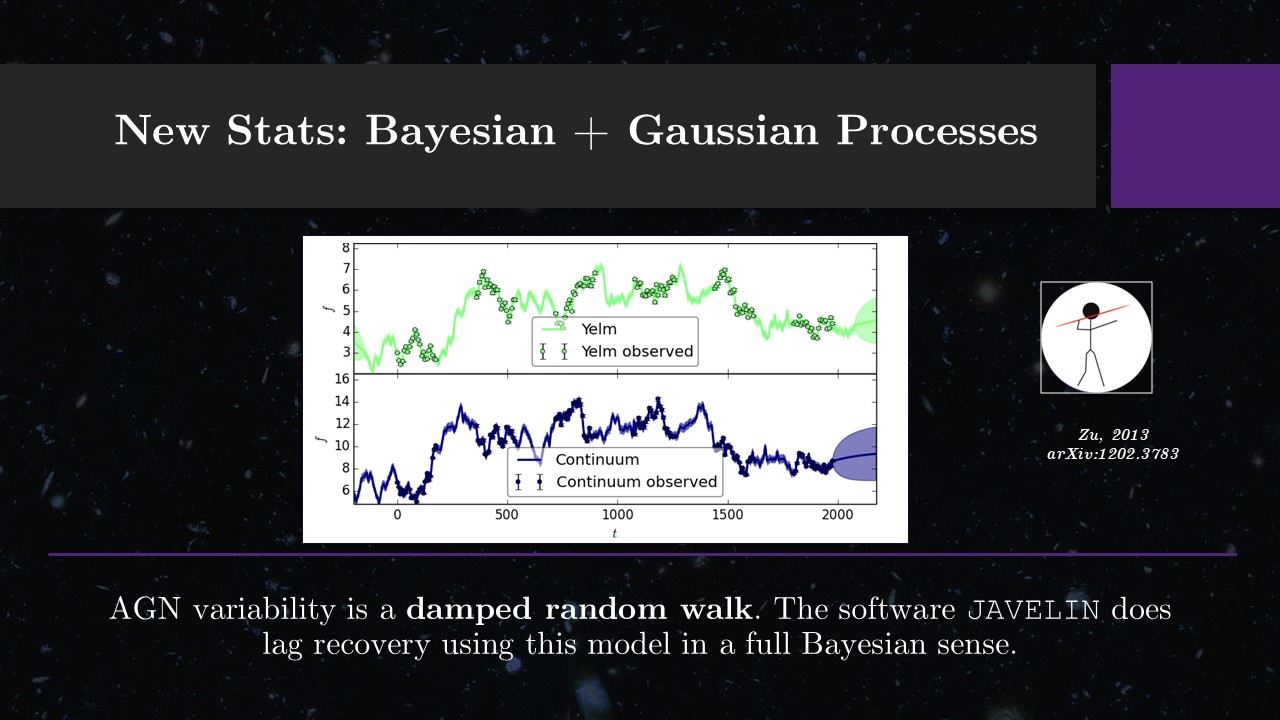 New Stats: Bayesian + Gaussian Processes
8
7
6
5
4
3
f
Yelm
Yelm observed
16
14
12
10
8
6
f
Continuum
Continuum observed
0 500 1000 1500 2000
t
Zu, 2013
arXiv:1202.3783
AGN variability is a damped random walk. The software JAVELIN does
lag recovery using this model in a full Bayesian sense.